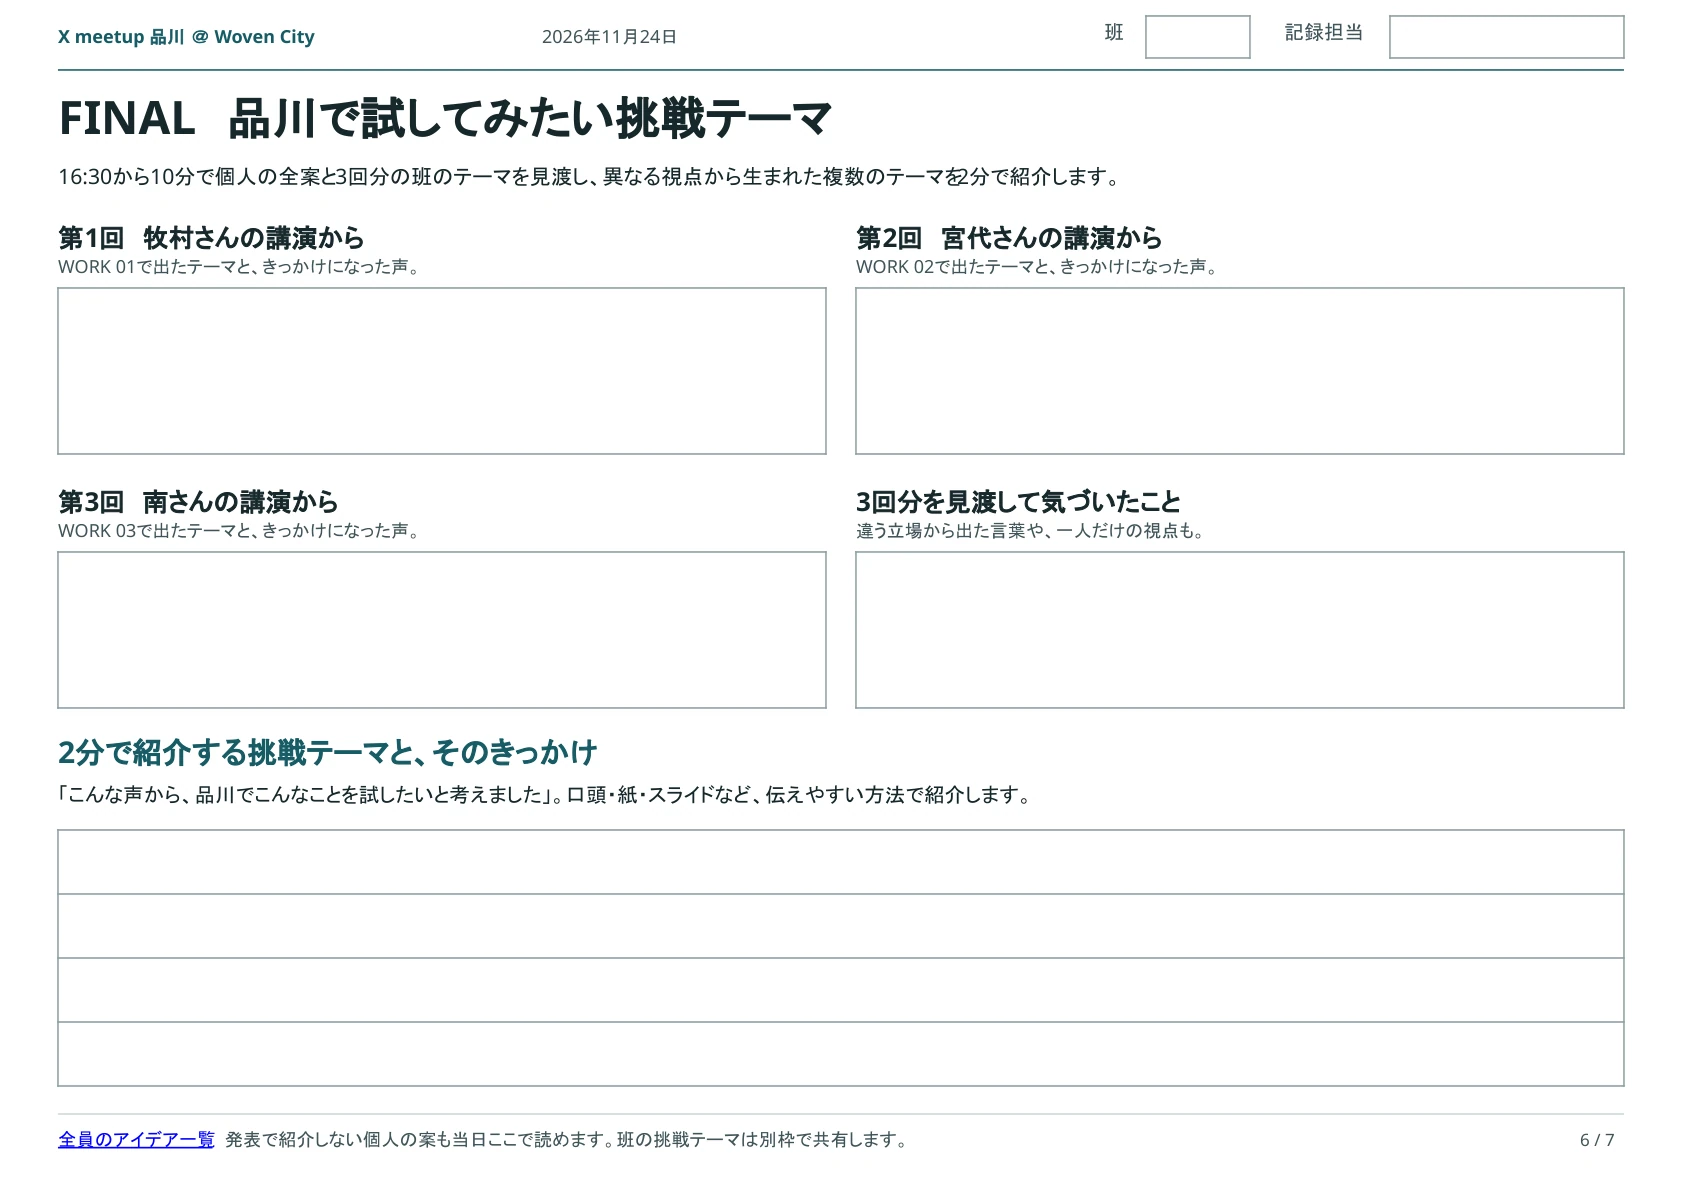 X meetup 品川 @ Woven City
2026年11月24日
班
記録担当
FINAL 品川で試してみたい挑戦テーマ
16:30から10分で個人の全案と3回分の班のテーマを見渡し、異なる視点から生まれた複数のテーマを2分で紹介します。
第1回 牧村さんの講演から
WORK 01で出たテーマと、きっかけになった声。
第2回 宮代さんの講演から
WORK 02で出たテーマと、きっかけになった声。
第3回 南さんの講演から
WORK 03で出たテーマと、きっかけになった声。
3回分を見渡して気づいたこと
違う立場から出た言葉や、一人だけの視点も。
2分で紹介する挑戦テーマと、そのきっかけ
「こんな声から、品川でこんなことを試したいと考えました」。口頭・紙・スライドなど、伝えやすい方法で紹介します。
全員のアイデア一覧 発表で紹介しない個人の案も当日ここで読めます。班の挑戦テーマは別枠で共有します。
6 / 7